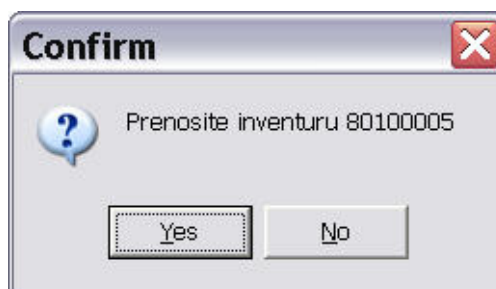 Confirm
Prenosite inventuru 80100005
Yes
No